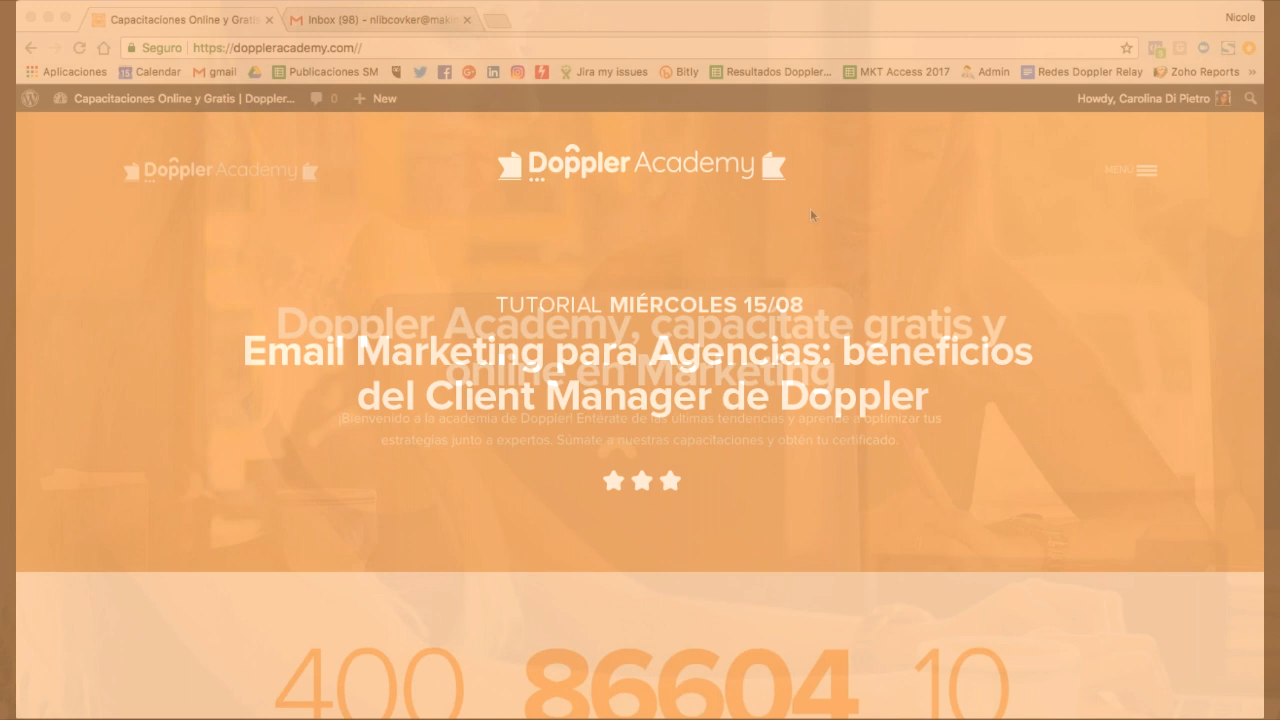 Capacitaciones Online y Gratis
Inbox (98) - nlibcovker@maki
Nicole
Seguro
https://doppleracademy.com//
Aplicaciones
Calendar
gmail
Publicaciones SM
Jira my issues
Bitly
Resultados Doppler...
MKT Access 2017
Admin
Redes Doppler Relay
Zoho Reports
»
Capacitaciones Online y Gratis | Doppler...
0
New
Howdy, Carolina Di Pietro
Doppler Academy
Doppler Academy
MENÚ
TUTORIAL MIÉRCOLES 15/08
Email Marketing para Agencias: beneficios
del Client Manager de Doppler
Doppler Academy, capacítate gratis y
online en Marketing
¡Bienvenido a la academia de Doppler! Entérate de las últimas tendencias y aprende a optimizar tus
estrategias junto a expertos. Súmate a nuestras capacitaciones y obtén tu certificado.
400
86604
10